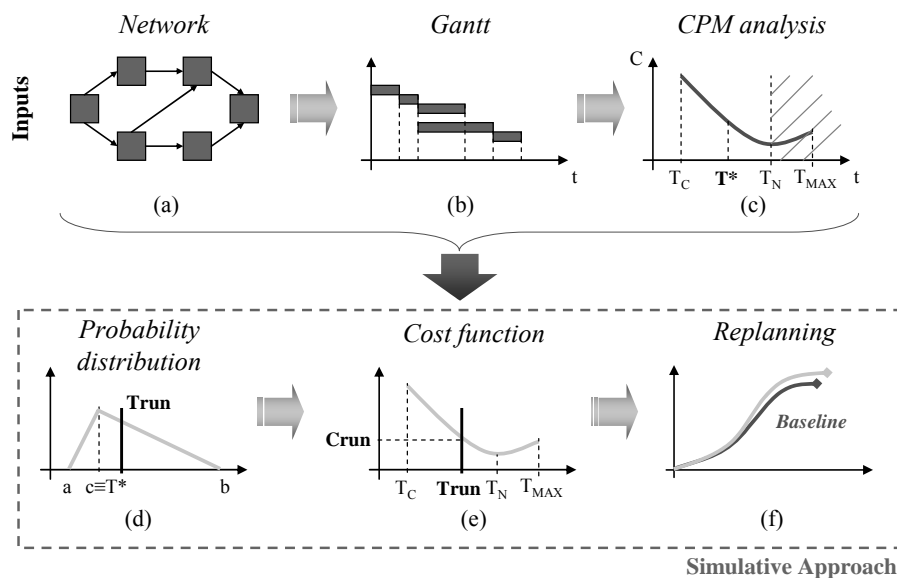 Network
Gantt
CPM analysis
Inputs
C
t
T_C
T*
T_N
T_MAX
t
(a)
(b)
(c)
Probability
distribution
Cost function
Replanning
Trun
Crun
Baseline
a
c≡T*
b
T_C
Trun
T_N
T_MAX
(d)
(e)
(f)
Simulative Approach